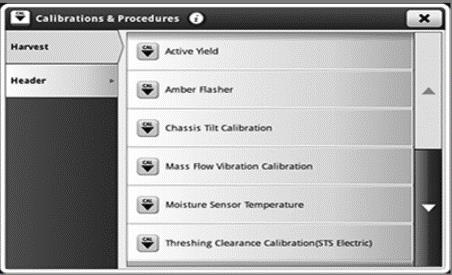 CAL
Calibrations & Procedures i
Harvest
Header
CAL Active Yield
CAL Amber Flasher
CAL Chassis Tilt Calibration
CAL Mass Flow Vibration Calibration
CAL Moisture Sensor Temperature
CAL Threshing Clearance Calibration(STS Electric)